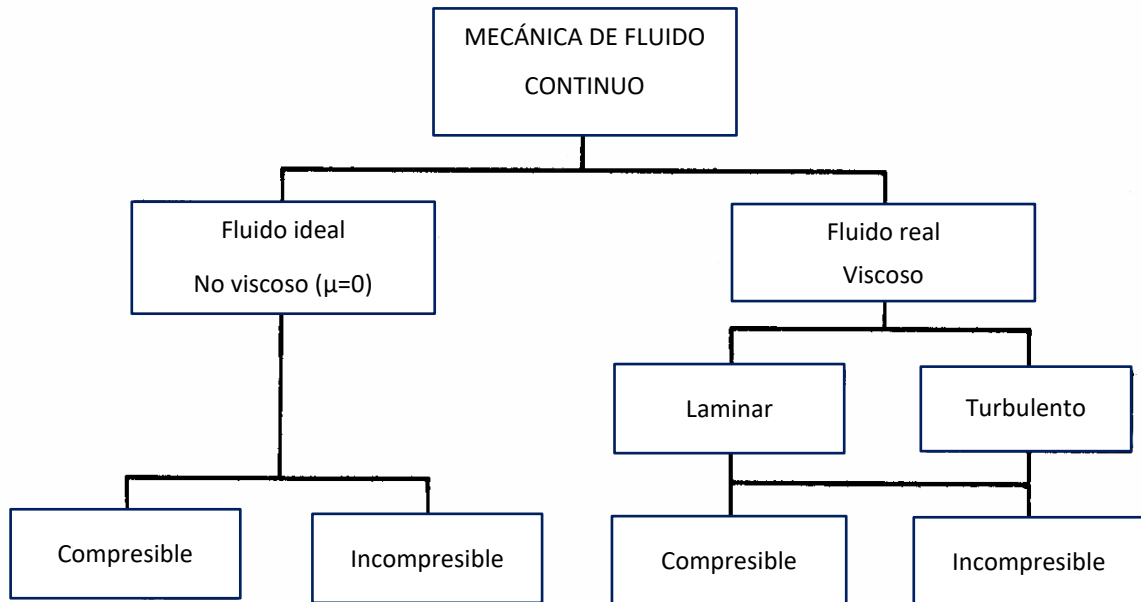 MECÁNICA DE FLUIDO
CONTINUO
Fluido ideal
No viscoso (μ=0)
Fluido real
Viscoso
Laminar
Turbulento
Compresible
Incompresible
Compresible
Incompresible